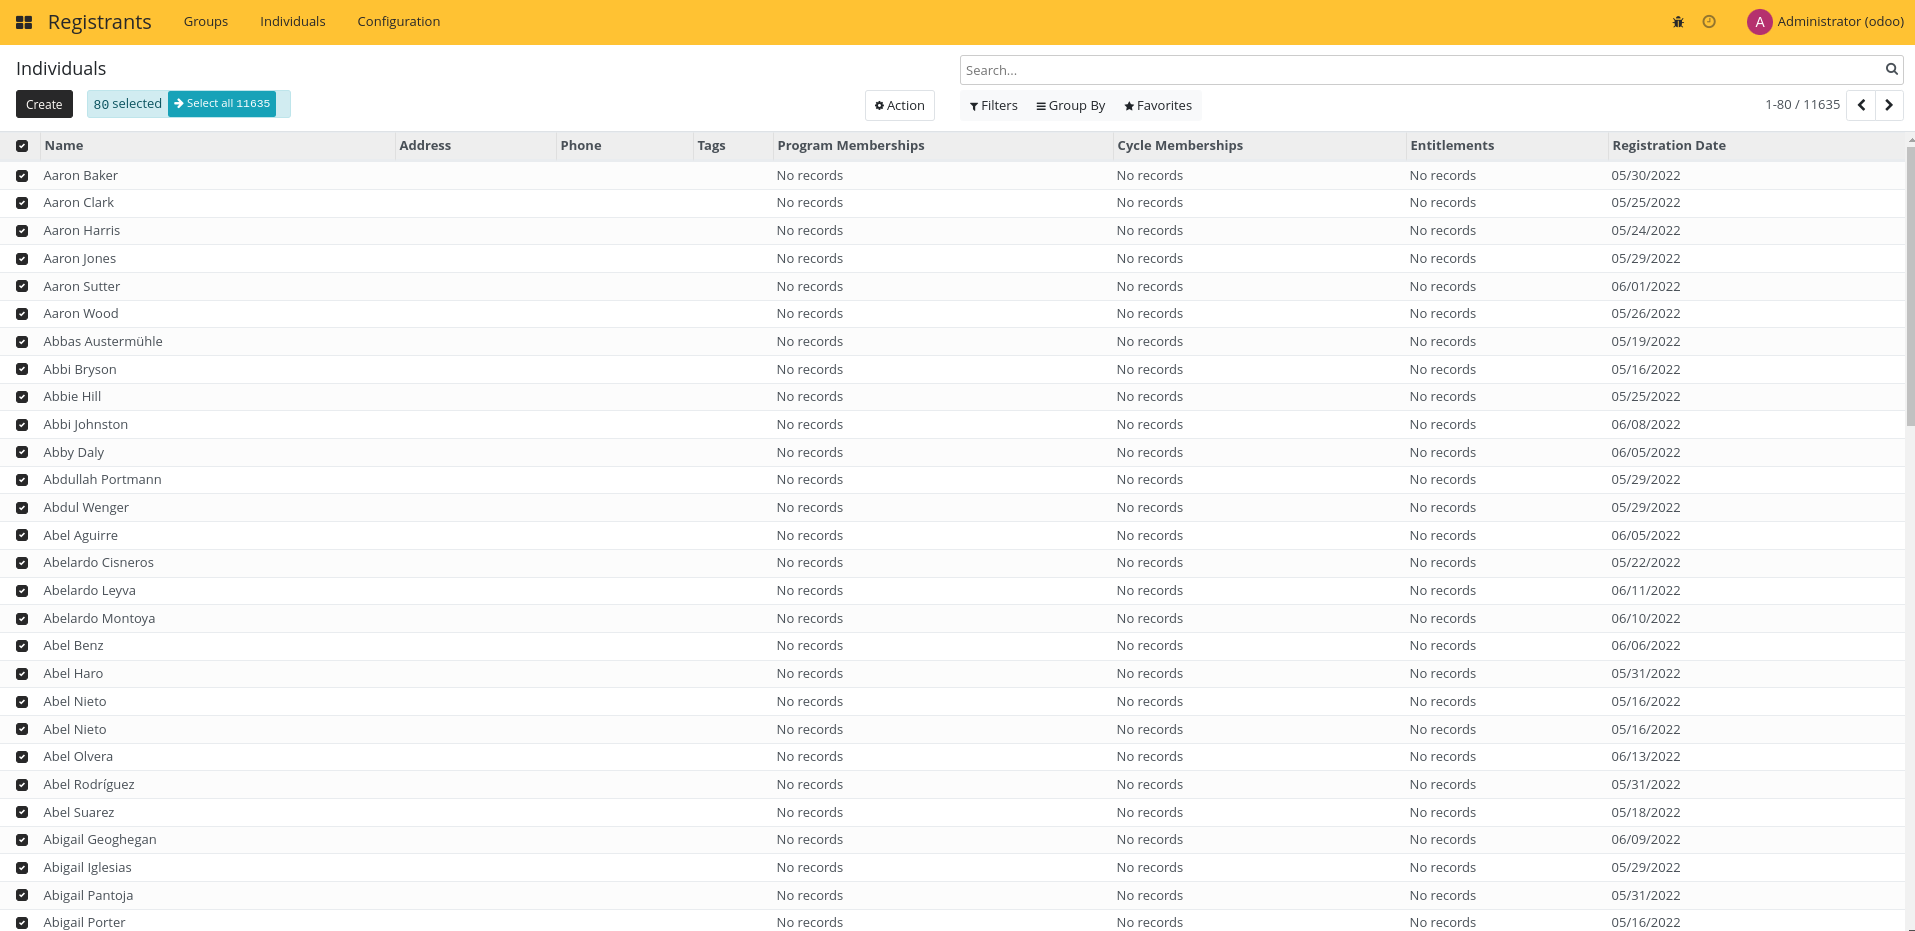 Registrants Groups Individuals Configuration A Administrator (odoo)
Individuals Search...
Create 80 selected Select all 11635 Action Filters Group By Favorites 1-80 / 11635
Name Address Phone Tags Program Memberships Cycle Memberships Entitlements Registration Date
Aaron Baker No records No records No records 05/30/2022
Aaron Clark No records No records No records 05/25/2022
Aaron Harris No records No records No records 05/24/2022
Aaron Jones No records No records No records 05/29/2022
Aaron Sutter No records No records No records 06/01/2022
Aaron Wood No records No records No records 05/26/2022
Abbas Austermühle No records No records No records 05/19/2022
Abbi Bryson No records No records No records 05/16/2022
Abbie Hill No records No records No records 05/25/2022
Abbi Johnston No records No records No records 06/08/2022
Abby Daly No records No records No records 06/05/2022
Abdullah Portmann No records No records No records 05/29/2022
Abdul Wenger No records No records No records 05/29/2022
Abel Aguirre No records No records No records 06/05/2022
Abelardo Cisneros No records No records No records 05/22/2022
Abelardo Leyva No records No records No records 06/11/2022
Abelardo Montoya No records No records No records 06/10/2022
Abel Benz No records No records No records 06/06/2022
Abel Haro No records No records No records 05/31/2022
Abel Nieto No records No records No records 05/16/2022
Abel Nieto No records No records No records 05/16/2022
Abel Olvera No records No records No records 06/13/2022
Abel Rodríguez No records No records No records 05/31/2022
Abel Suarez No records No records No records 05/18/2022
Abigail Geoghegan No records No records No records 06/09/2022
Abigail Iglesias No records No records No records 05/29/2022
Abigail Pantoja No records No records No records 05/31/2022
Abigail Porter No records No records No records 05/16/2022